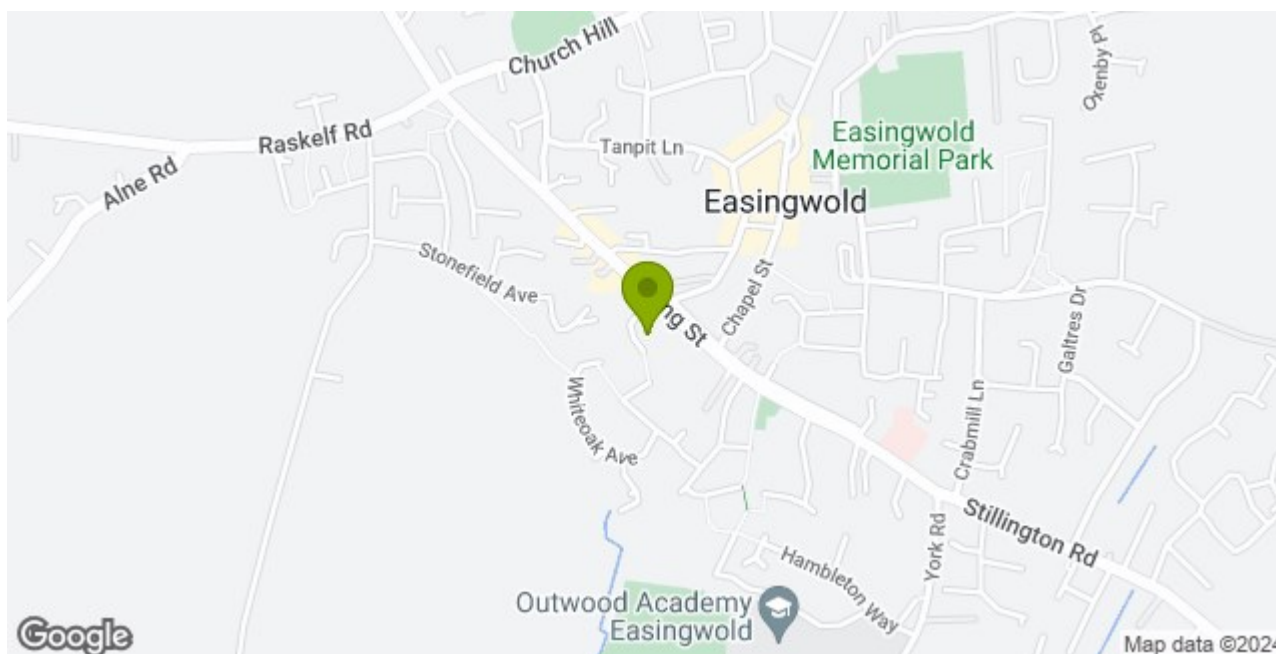 Church Hill
Oxenby Pl
Raskelf Rd
Tanpit Ln
Easingwold
Memorial Park
Alne Rd
Easingwold
Stonefield Ave
Chapel St
ng St
Galtres Dr
Whiteoak Ave
Crabmill Ln
Stillington Rd
York Rd
Hambleton Way
Outwood Academy
Easingwold
Google
Map data ©2024